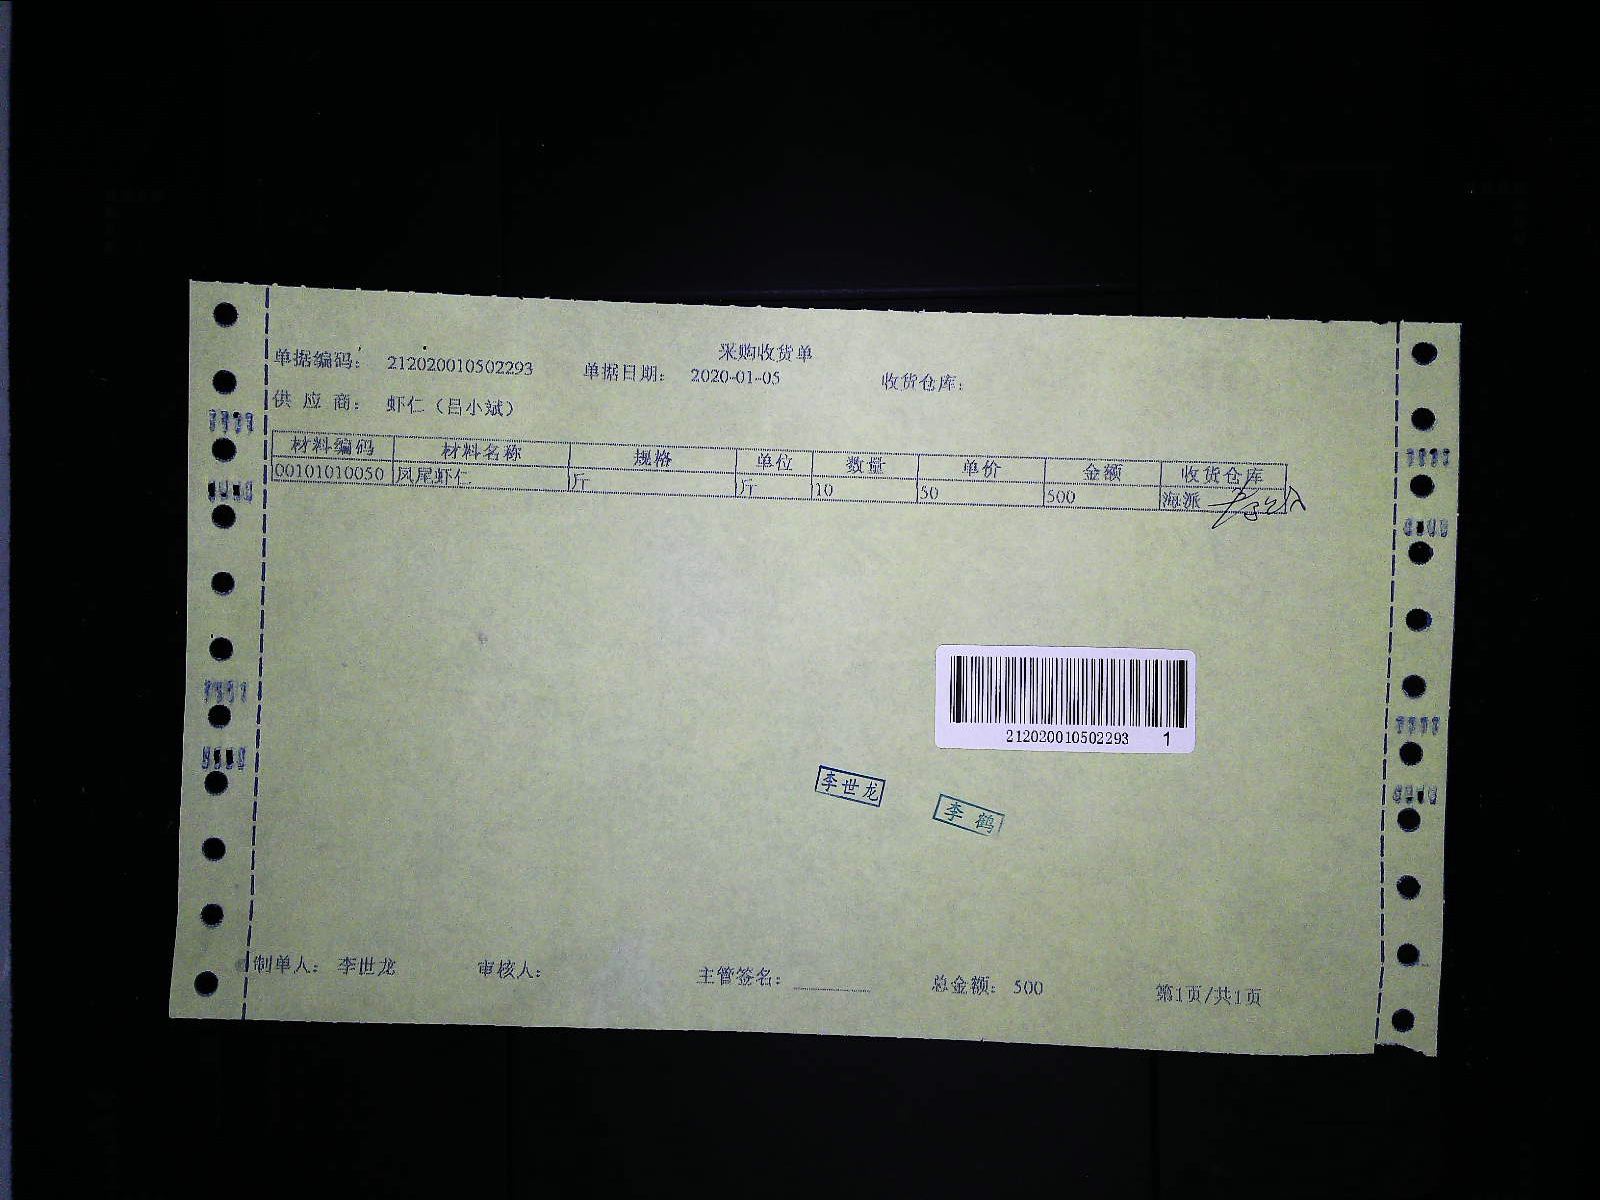 采购收货单
单据编码： 212020010502293 单据日期： 2020-01-05 收货仓库：
供 应 商： 虾仁（吕小斌）
材料编码 材料名称 规格 单位 数量 单价 金额 收货仓库
00101010050 凤尾虾仁 斤 斤 10 50 500 海派
212020010502293 1
李世龙
李鹤
制单人： 李世龙 审核人： 主管签名： 总金额： 500 第1页/共1页